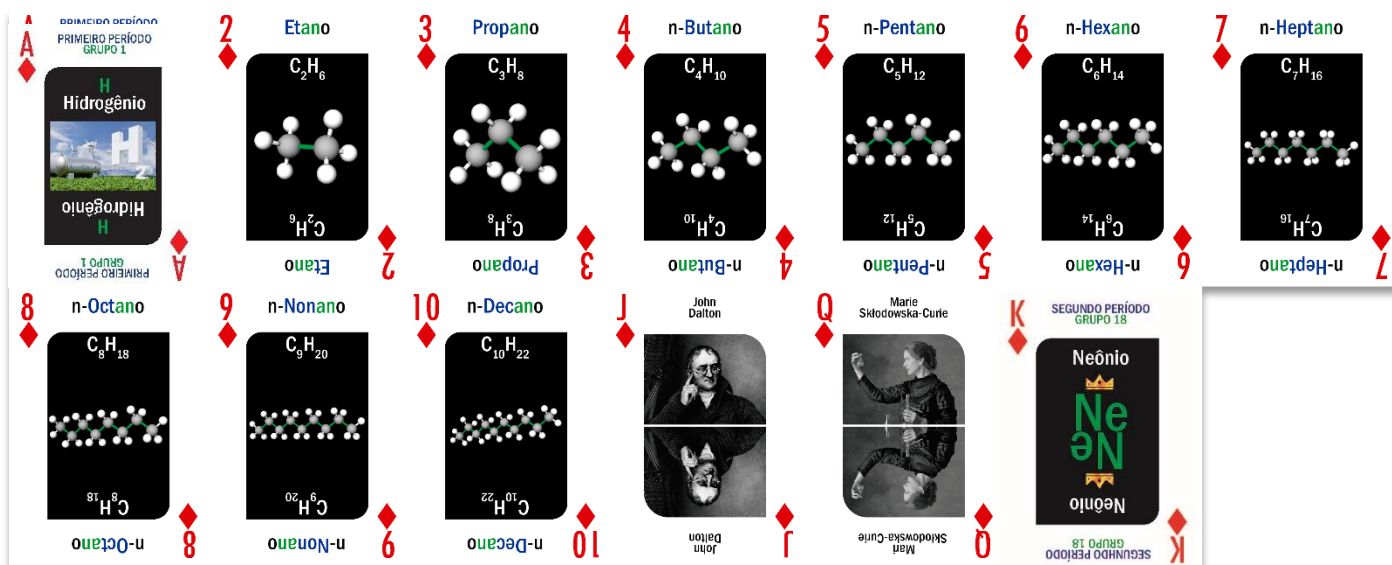 A
PRIMEIRO PERÍODO
PRIMEIRO PERÍODO
GRUPO 1
H
Hidrogênio
H
2
Hidrogênio
H
PRIMEIRO PERÍODO
GRUPO 1
A
2
Etano
C2H6
C2H6
Etano
2
3
Propano
C3H8
C3H8
Propano
3
4
n-Butano
C4H10
C4H10
n-Butano
4
5
n-Pentano
C5H12
C5H12
n-Pentano
5
6
n-Hexano
C6H14
C6H14
n-Hexano
6
7
n-Heptano
C7H16
C7H16
n-Heptano
7
8
n-Octano
C8H18
C8H18
n-Octano
8
9
n-Nonano
C9H20
C9H20
n-Nonano
9
10
n-Decano
C10H22
C10H22
n-Decano
10
J
John
Dalton
John
Dalton
J
Q
Marie
Skłodowska-Curie
Mari
Skłodowska-Curie
Q
K
SEGUNDO PERÍODO
GRUPO 18
Neônio
Ne
Ne
Neônio
SEGUNHDO PERÍODO
GRUPO 18
K